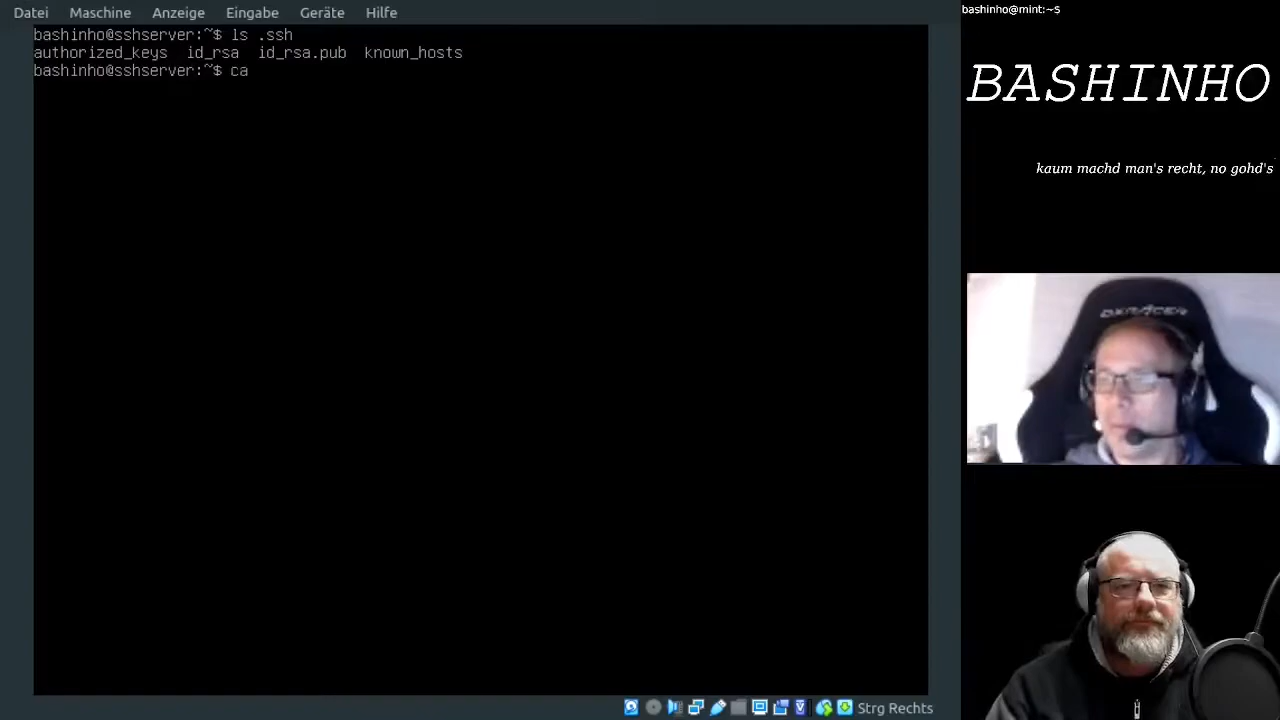 Datei Maschine Anzeige Eingabe Geräte Hilfe
bashinho@sshserver:~$ ls .ssh
authorized_keys id_rsa id_rsa.pub known_hosts
bashinho@sshserver:~$ ca
Strg Rechts
bashinho@mint:~$
BASHINHO
kaum machd man's recht, no gohd's
DXRACER